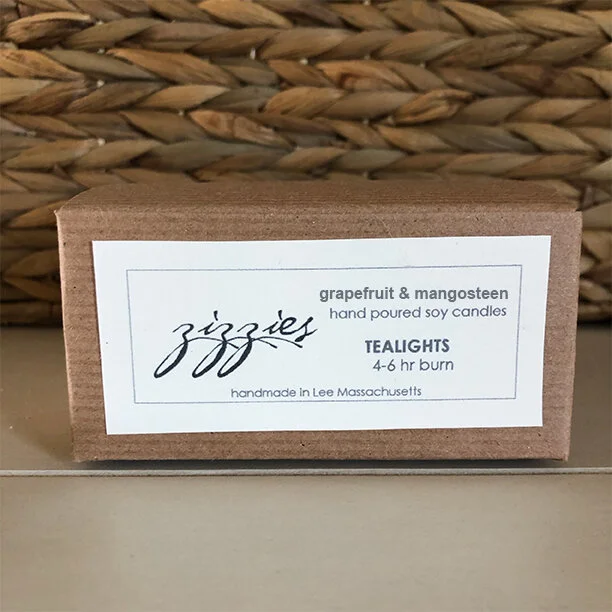 grapefruit & mangosteen
hand poured soy candles
zizzies
TEALIGHTS
4-6 hr burn
handmade in Lee Massachusetts